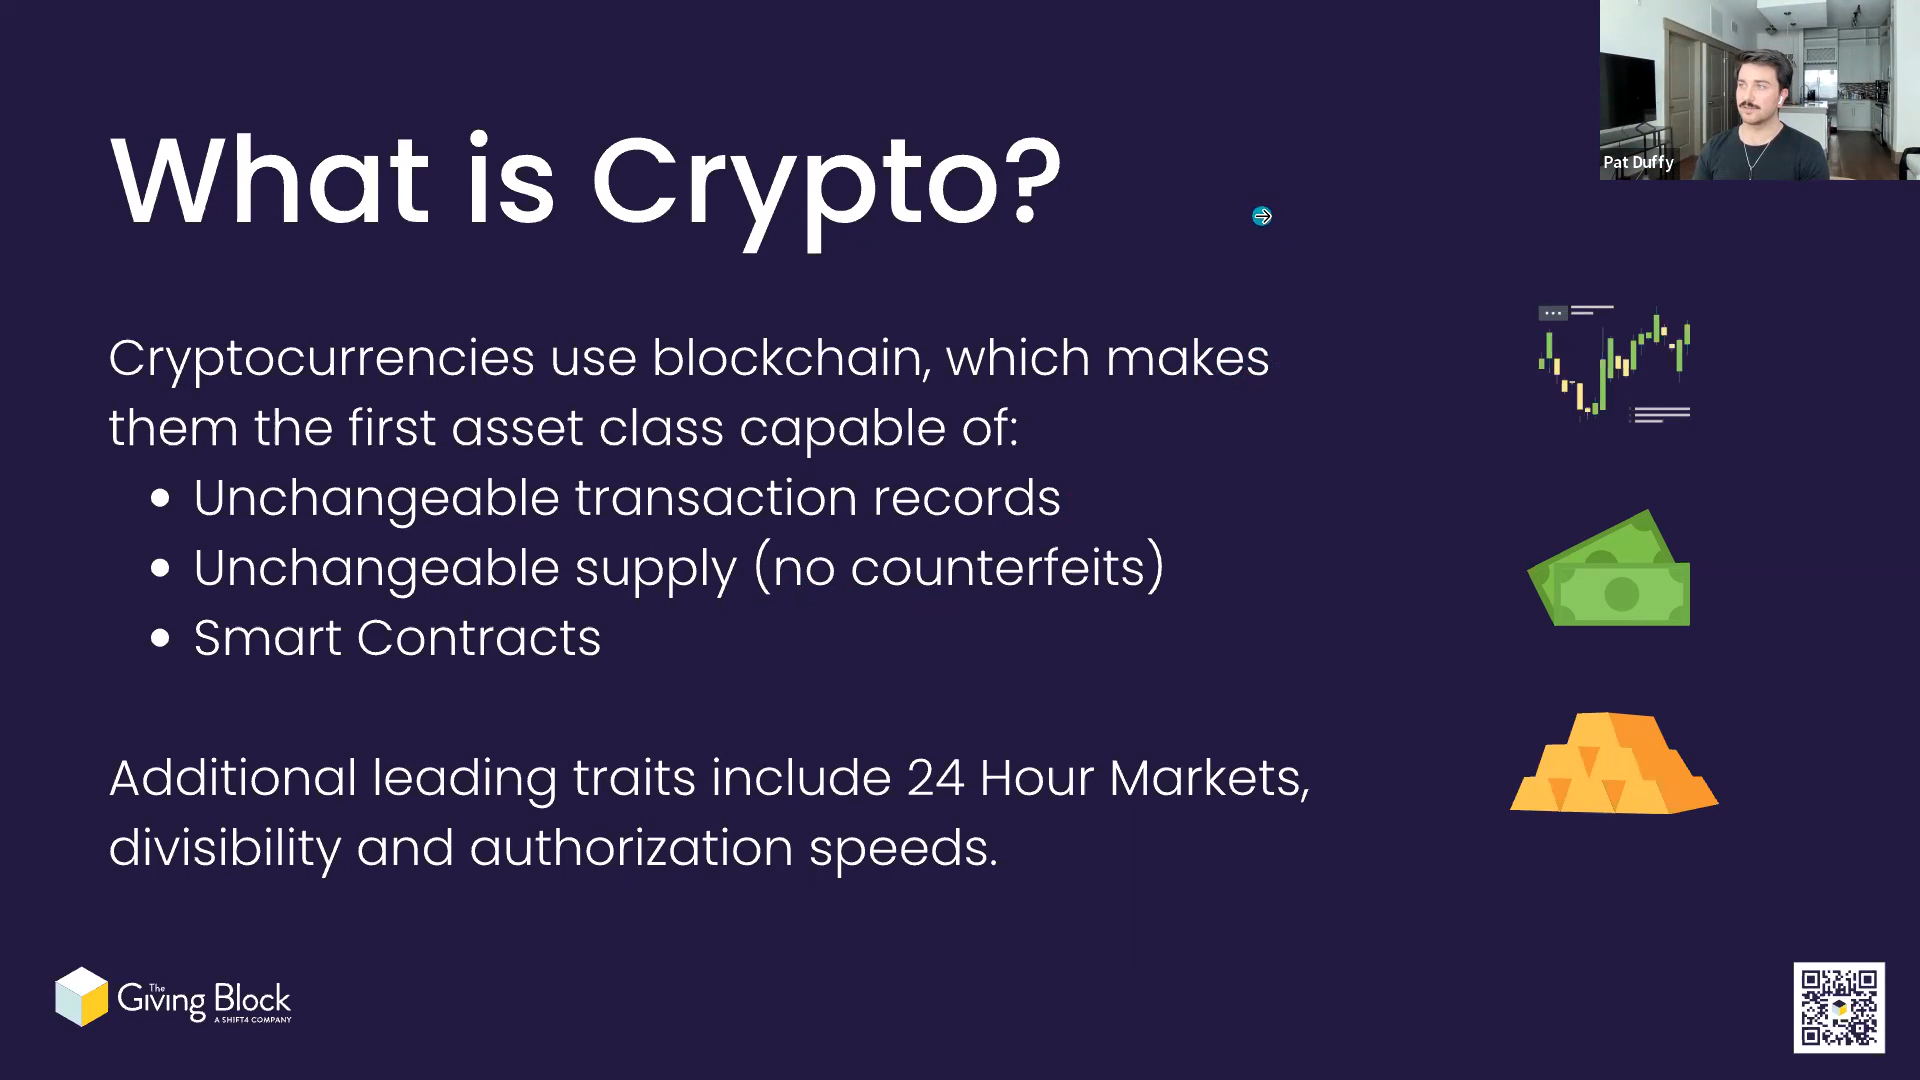 What is Crypto?
Pat Duffy
Cryptocurrencies use blockchain, which makes
them the first asset class capable of:
• Unchangeable transaction records
• Unchangeable supply (no counterfeits)
• Smart Contracts
Additional leading traits include 24 Hour Markets,
divisibility and authorization speeds.
The
Giving Block
A SHIFT4 COMPANY